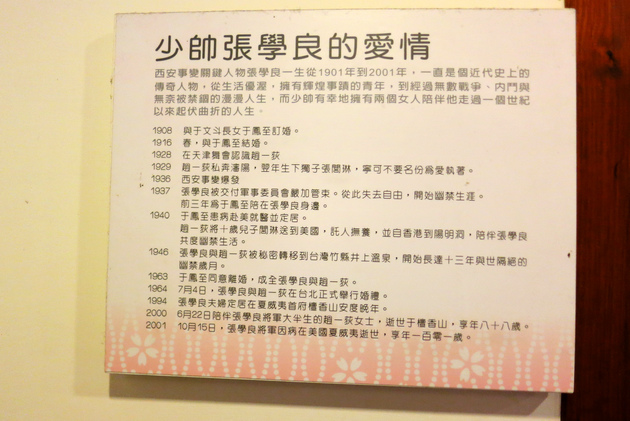 少帥張學良的愛情
西安事變關鍵人物張學良一生從1901年到2001年，一直是個近代史上的
傳奇人物，從生活優渥，擁有輝煌事蹟的青年，到經過無數戰爭、內鬥與
無奈被禁錮的漫漫人生，而少帥有幸地擁有兩個女人陪伴他走過一個世紀
以來起伏曲折的人生。
1908 與于文斗長女于鳳至訂婚。
1916 春，與于鳳至結婚。
1928 在天津舞會認識趙一荻
1929 趙一荻私奔瀋陽，翌年生下獨子張閭琳，寧可不要名份為愛執著。
1936 西安事變爆發
1937 張學良被交付軍事委員會嚴加管束。從此失去自由，開始幽禁生涯。
前三年為于鳳至陪在張學良身邊。
1940 于鳳至患病赴美就醫並定居。
趙一荻將十歲兒子閭琳送到美國，託人撫養，並自香港到陽明洞，陪伴張學良
共度幽禁生活。
1946 張學良與趙一荻被秘密轉移到台灣竹縣井上溫泉，開始長達十三年與世隔絕的
幽禁歲月。
1963 于鳳至同意離婚，成全張學良與趙一荻。
1964 7月4日，張學良與趙一荻在台北正式舉行婚禮。
1994 張學良夫婦定居在夏威夷首府檀香山安度晚年。
2000 6月22日陪伴張學良將軍大半生的趙一荻女士，逝世于檀香山，享年八十八歲。
2001 10月15日，張學良將軍因病在美國夏威夷逝世，享年一百零一歲。